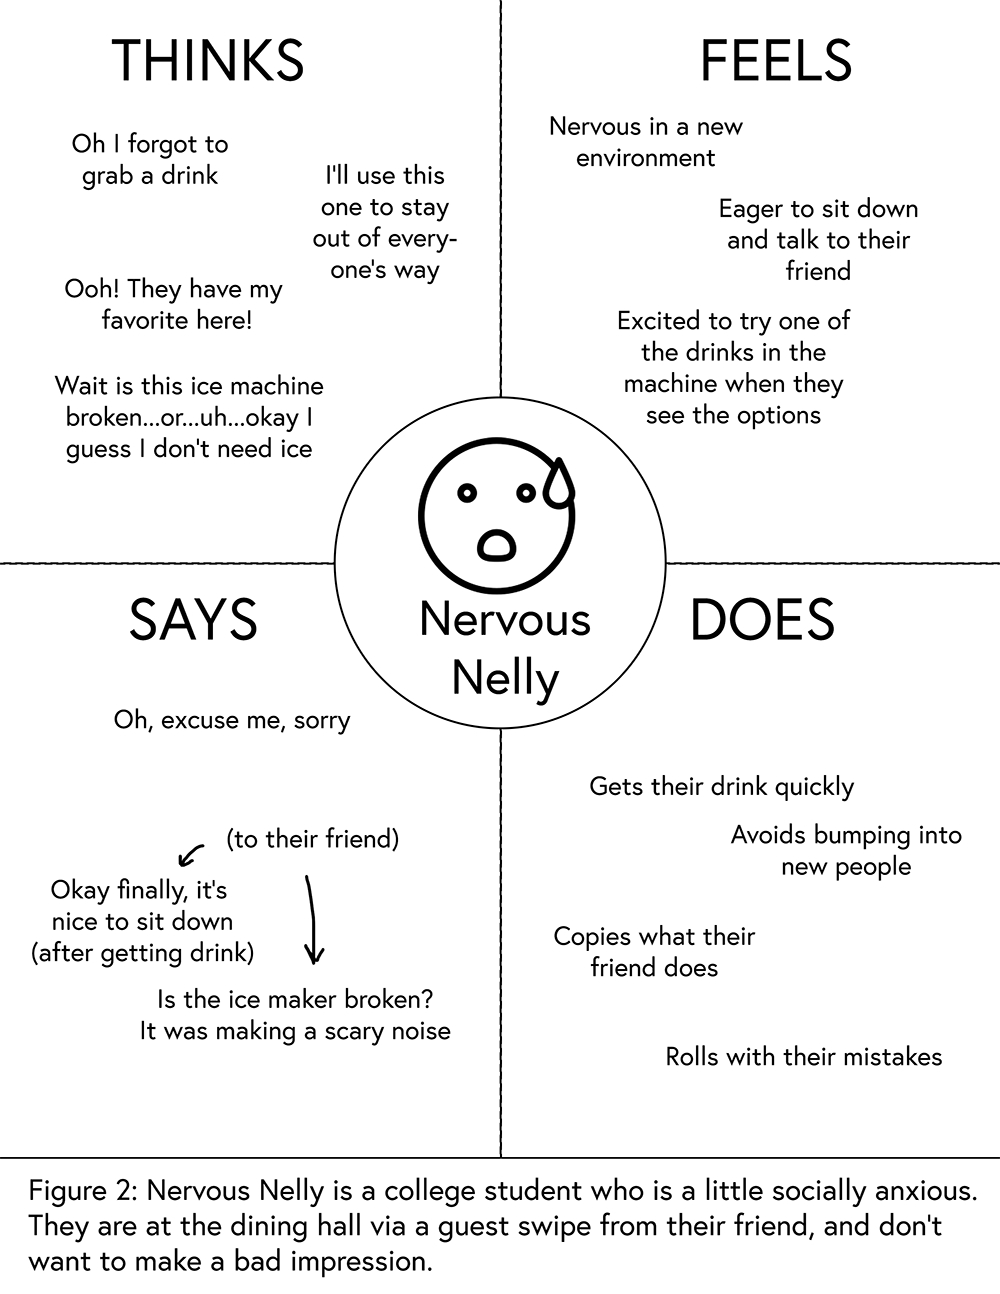 THINKS
Oh I forgot to
grab a drink
I'll use this
one to stay
out of every-
one's way
Ooh! They have my
favorite here!
Wait is this ice machine
broken...or...uh...okay I
guess I don't need ice
FEELS
Nervous in a new
environment
Eager to sit down
and talk to their
friend
Excited to try one of
the drinks in the
machine when they
see the options
Nervous
Nelly
SAYS
Oh, excuse me, sorry
(to their friend)
Okay finally, it's
nice to sit down
(after getting drink)
Is the ice maker broken?
It was making a scary noise
DOES
Gets their drink quickly
Avoids bumping into
new people
Copies what their
friend does
Rolls with their mistakes
Figure 2: Nervous Nelly is a college student who is a little socially anxious.
They are at the dining hall via a guest swipe from their friend, and don't
want to make a bad impression.